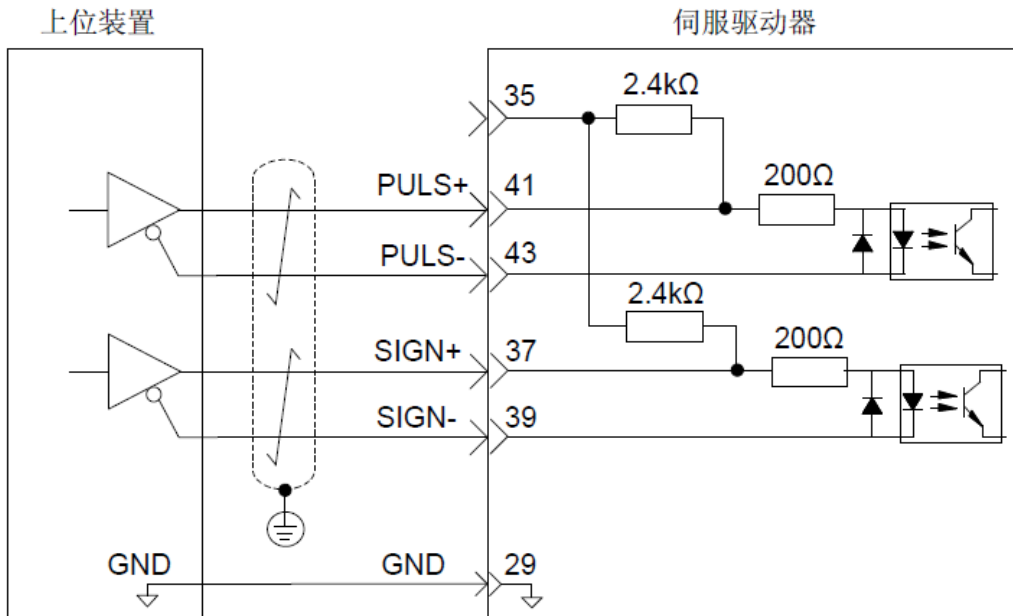 上位装置
伺服驱动器
35
2.4kΩ
PULS+
41
200Ω
PULS-
43
2.4kΩ
SIGN+
37
200Ω
SIGN-
39
GND
GND
29